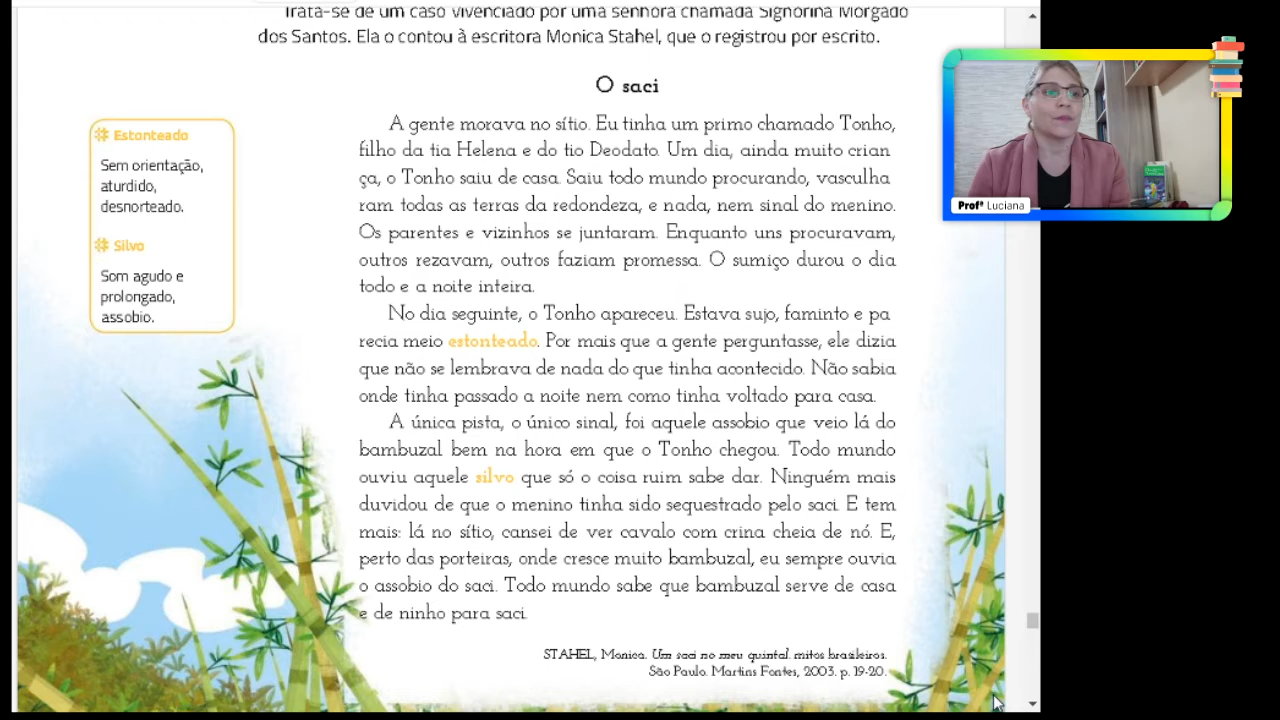 Trata-se de um caso vivenciado por uma senhora chamada Signorina Morgado
dos Santos. Ela o contou à escritora Monica Stahel, que o registrou por escrito.
O saci
# Estonteado
Sem orientação,
aturdido,
desnorteado.
# Silvo
Som agudo e
prolongado,
assobio.
A gente morava no sítio. Eu tinha um primo chamado Tonho,
filho da tia Helena e do tio Deodato. Um dia, ainda muito crian
ça, o Tonho saiu de casa. Saiu todo mundo procurando, vasculha
ram todas as terras da redondeza, e nada, nem sinal do menino.
Os parentes e vizinhos se juntaram. Enquanto uns procuravam,
outros rezavam, outros faziam promessa. O sumiço durou o dia
todo e a noite inteira.
No dia seguinte, o Tonho apareceu. Estava sujo, faminto e pa
recia meio estonteado. Por mais que a gente perguntasse, ele dizia
que não se lembrava de nada do que tinha acontecido. Não sabia
onde tinha passado a noite nem como tinha voltado para casa.
A única pista, o único sinal, foi aquele assobio que veio lá do
bambuzal bem na hora em que o Tonho chegou. Todo mundo
ouviu aquele silvo que só o coisa ruim sabe dar. Ninguém mais
duvidou de que o menino tinha sido sequestrado pelo saci. E tem
mais: lá no sítio, cansei de ver cavalo com crina cheia de nó. E,
perto das porteiras, onde cresce muito bambuzal, eu sempre ouvia
o assobio do saci. Todo mundo sabe que bambuzal serve de casa
e de ninho para saci.
STAHEL, Monica. Um saci no meu quintal: mitos brasileiros.
São Paulo: Martins Fontes, 2003. p. 19-20.
Profª Luciana